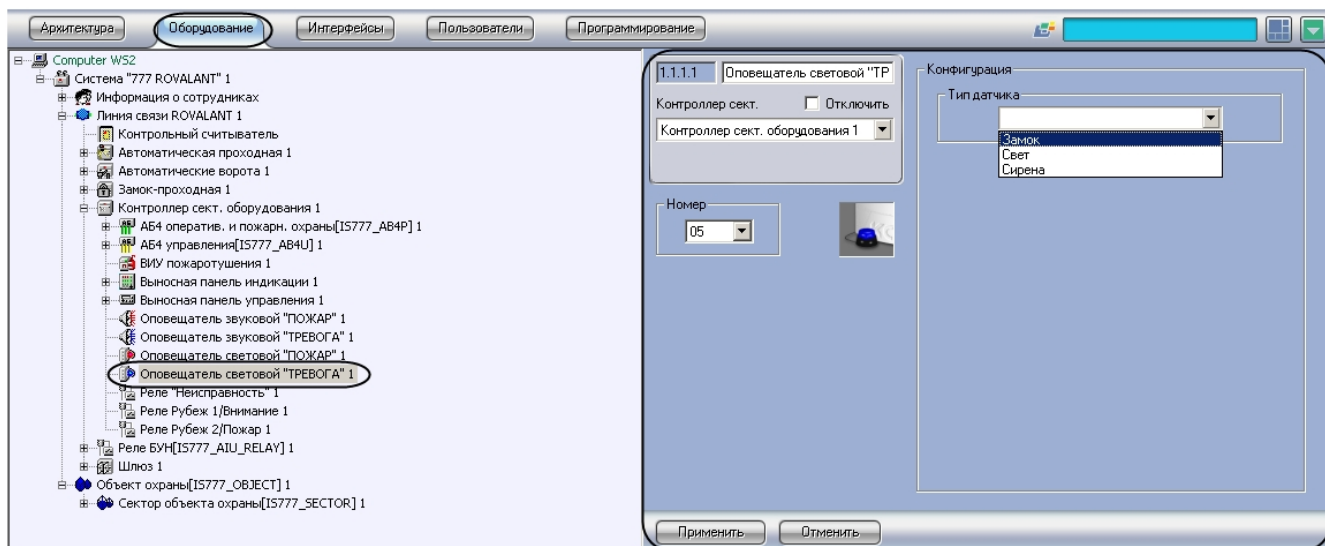 Архитектура Оборудование Интерфейсы Пользователи Программирование
Computer WS2
Система "777 ROVALANT" 1
Информация о сотрудниках
Линия связи ROVALANT 1
Контрольный считыватель
Автоматическая проходная 1
Автоматические ворота 1
Замок-проходная 1
Контроллер сект. оборудования 1
АБ4 оператив. и пожарн. охраны[IS777_AB4P] 1
АБ4 управления[IS777_AB4U] 1
ВИУ пожаротушения 1
Выносная панель индикации 1
Выносная панель управления 1
Оповещатель звуковой "ПОЖАР" 1
Оповещатель звуковой "ТРЕВОГА" 1
Оповещатель световой "ПОЖАР" 1
Оповещатель световой "ТРЕВОГА" 1
Реле "Неисправность" 1
Реле Рубеж 1/Внимание 1
Реле Рубеж 2/Пожар 1
Реле БУН[IS777_AIU_RELAY] 1
Шлюз 1
Объект охраны[IS777_OBJECT] 1
Сектор объекта охраны[IS777_SECTOR] 1
1.1.1.1 Оповещатель световой "ТР
Контроллер сект. Отключить
Контроллер сект. оборудования 1
Номер
05
Конфигурация
Тип датчика
Замок
Свет
Сирена
Применить Отменить